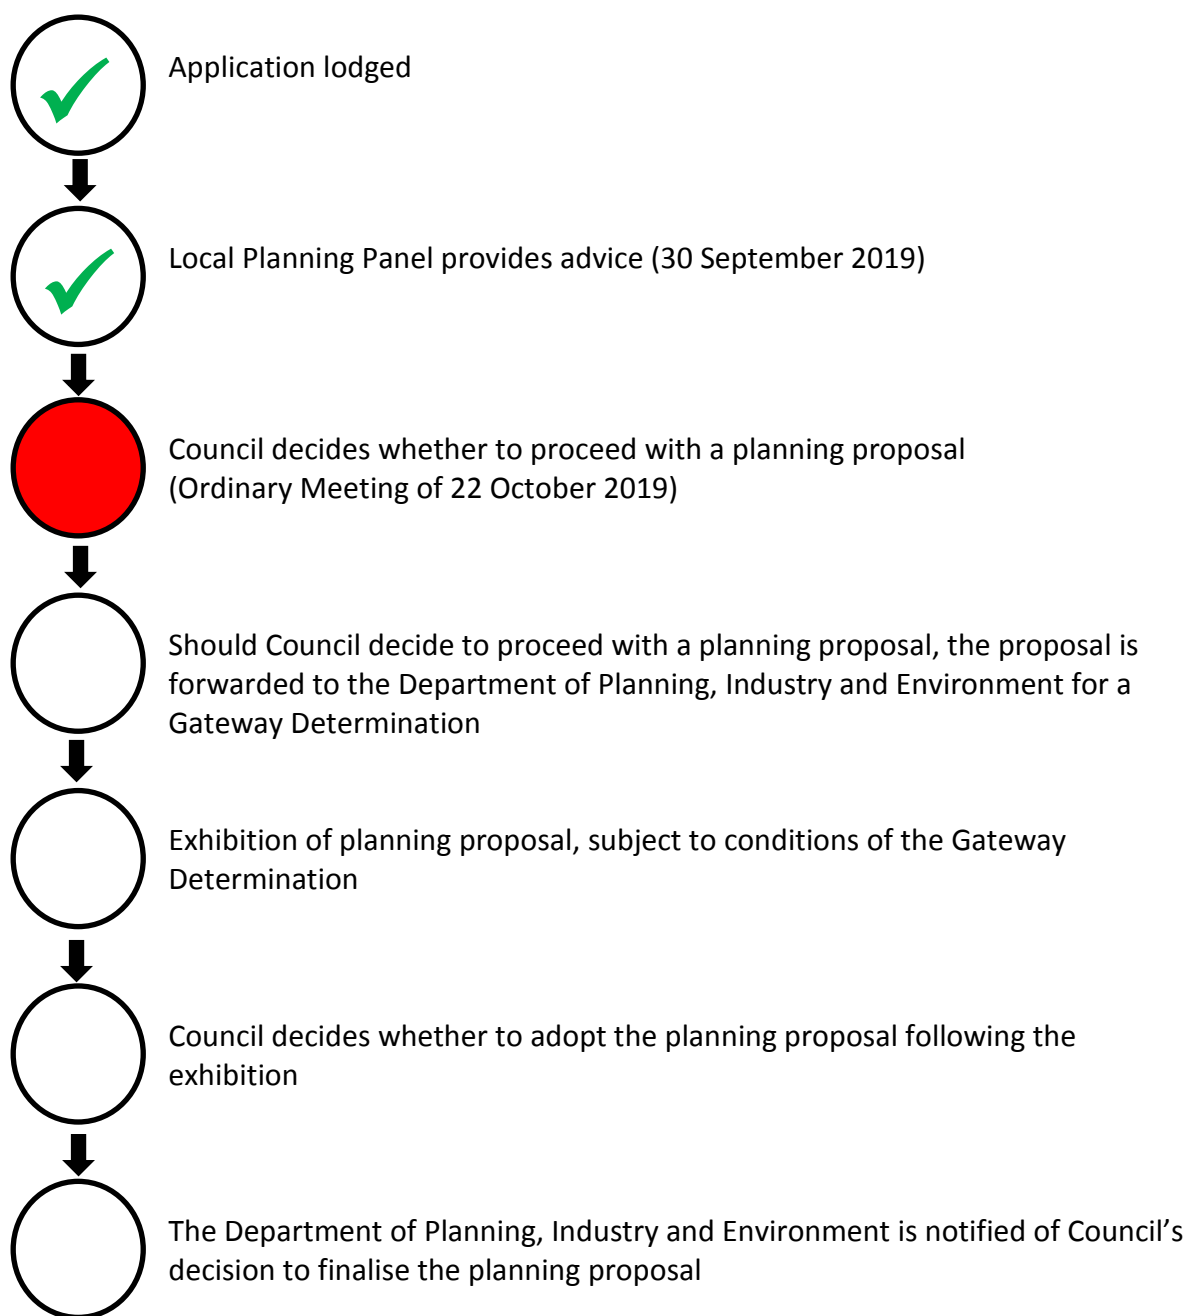 Application lodged
Local Planning Panel provides advice (30 September 2019)
Council decides whether to proceed with a planning proposal
(Ordinary Meeting of 22 October 2019)
Should Council decide to proceed with a planning proposal, the proposal is
forwarded to the Department of Planning, Industry and Environment for a
Gateway Determination
Exhibition of planning proposal, subject to conditions of the Gateway
Determination
Council decides whether to adopt the planning proposal following the
exhibition
The Department of Planning, Industry and Environment is notified of Council’s
decision to finalise the planning proposal